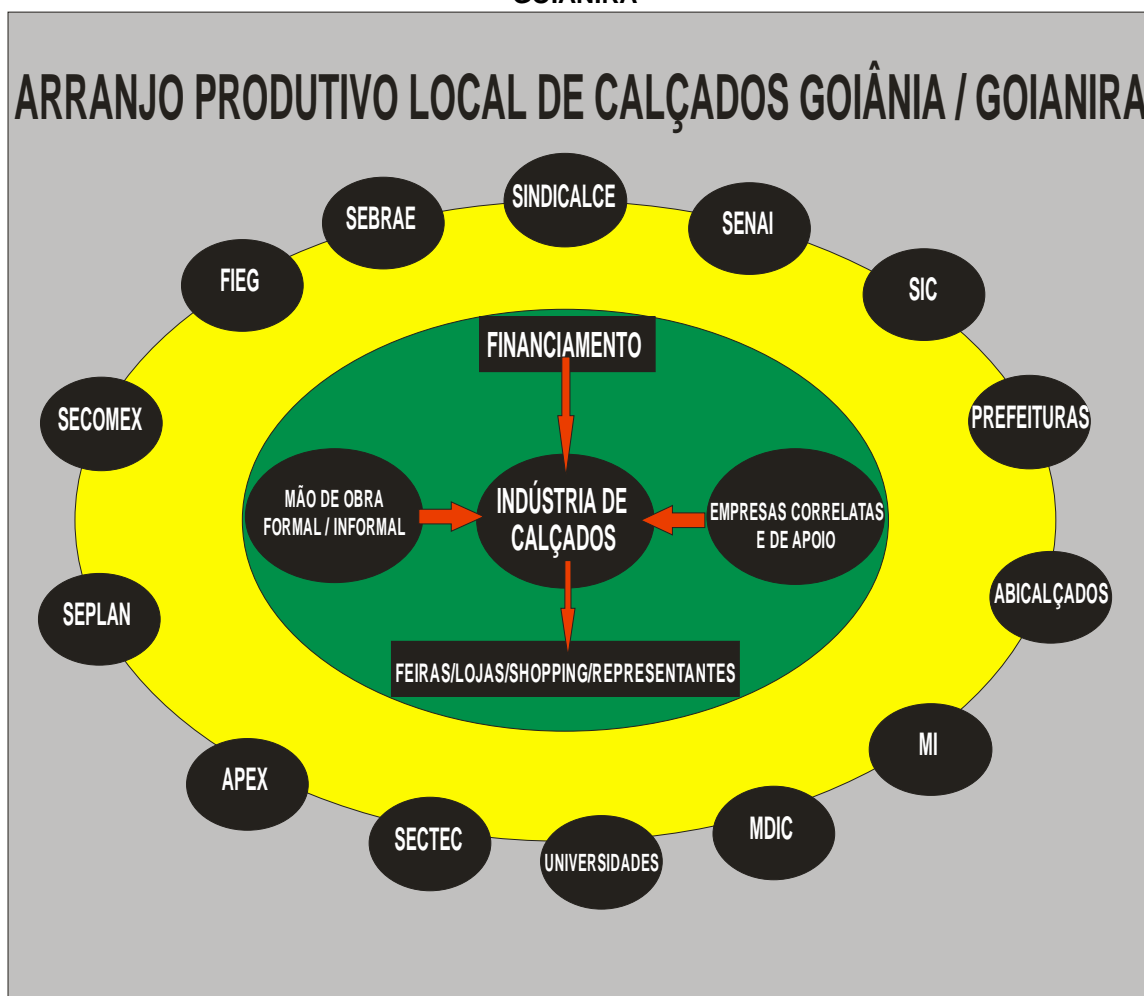 GOIANIRA
ARRANJO PRODUTIVO LOCAL DE CALÇADOS GOIÂNIA / GOIANIRA
SINDICALCE
SEBRAE
SENAI
FIEG
SIC
FINANCIAMENTO
SECOMEX
PREFEITURAS
MÃO DE OBRA
FORMAL / INFORMAL
INDÚSTRIA DE
CALÇADOS
EMPRESAS CORRELATAS
E DE APOIO
SEPLAN
ABICALÇADOS
FEIRAS/LOJAS/SHOPPING/REPRESENTANTES
MI
APEX
MDIC
SECTEC
UNIVERSIDADES